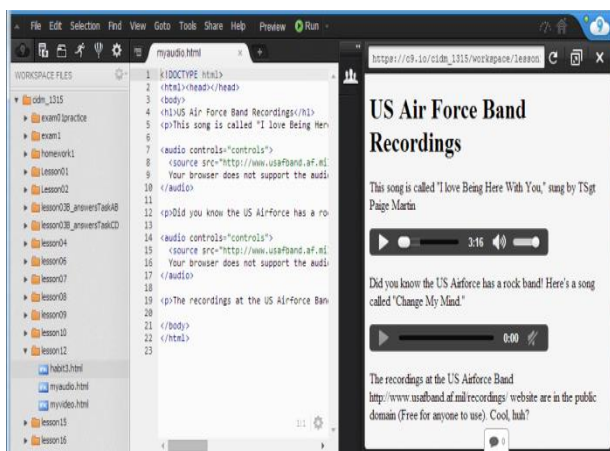 File Edit Selection Find View Goto Tools Share Help Preview Run
WORKSPACE FILES
cidm_1315
exam01practice
exam1
homework1
Lesson01
Lesson02
lesson03B_answersTaskAB
lesson03B_answersTaskCD
lesson04
lesson06
lesson07
lesson08
lesson09
lesson10
lesson12
habit3.html
myaudio.html
myvideo.html
lesson15
lesson16
myaudio.html ×
1 <!DOCTYPE html>
2 <html><head></head>
3 <body>
4 <h1>US Air Force Band Recordings</h1>
5 <p>This song is called "I love Being Her
6
7 <audio controls="controls">
8 <source src="http://www.usafband.af.mil
9 Your browser does not support the audi
10 </audio>
11
12 <p>Did you know the US Airforce has a ro
13
14 <audio controls="controls">
15 <source src="http://www.usafband.af.mil
16 Your browser does not support the audi
17 </audio>
18
19 <p>The recordings at the US Airforce Ban
20
21 </body>
22 </html>
23
1:1
https://c9.io/cidm_1315/workspace/lesson
US Air Force Band
Recordings
This song is called "I love Being Here With You," sung by TSgt
Paige Martin
3:16
Did you know the US Airforce has a rock band! Here's a song
called "Change My Mind."
0:00
The recordings at the US Airforce Band
http://www.usafband.af.mil/recordings/ website are in the public
domain (Free for anyone to use). Cool, huh?
0